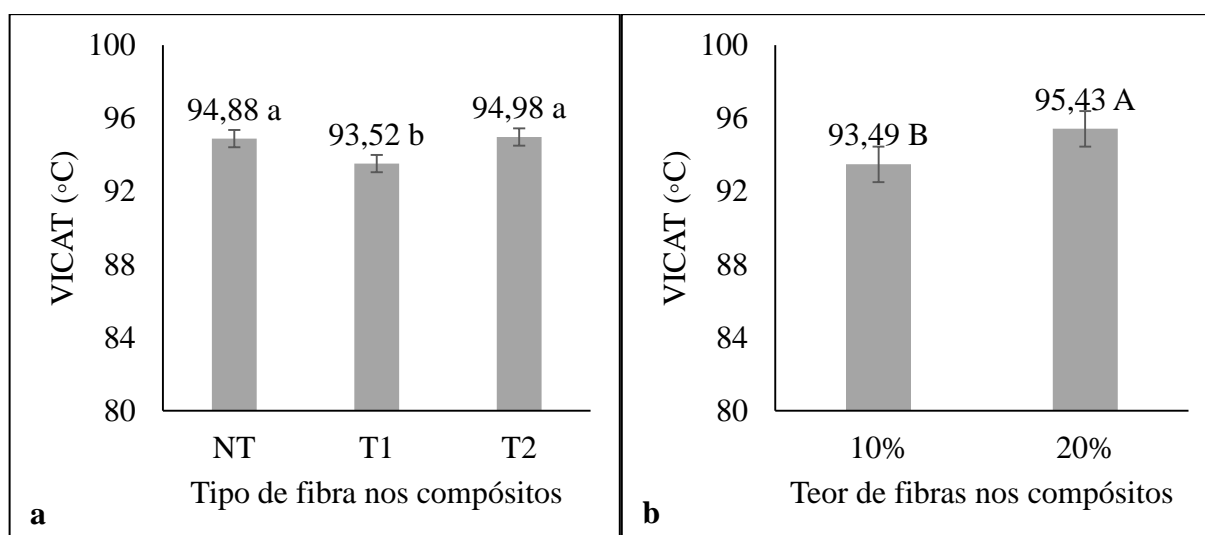 100
96
92
88
84
80
VICAT (◦C)
94,88 a
93,52 b
94,98 a
NT T1 T2
Tipo de fibra nos compósitos
a
100
96
92
88
84
80
VICAT (◦C)
93,49 B
95,43 A
10% 20%
Teor de fibras nos compósitos
b